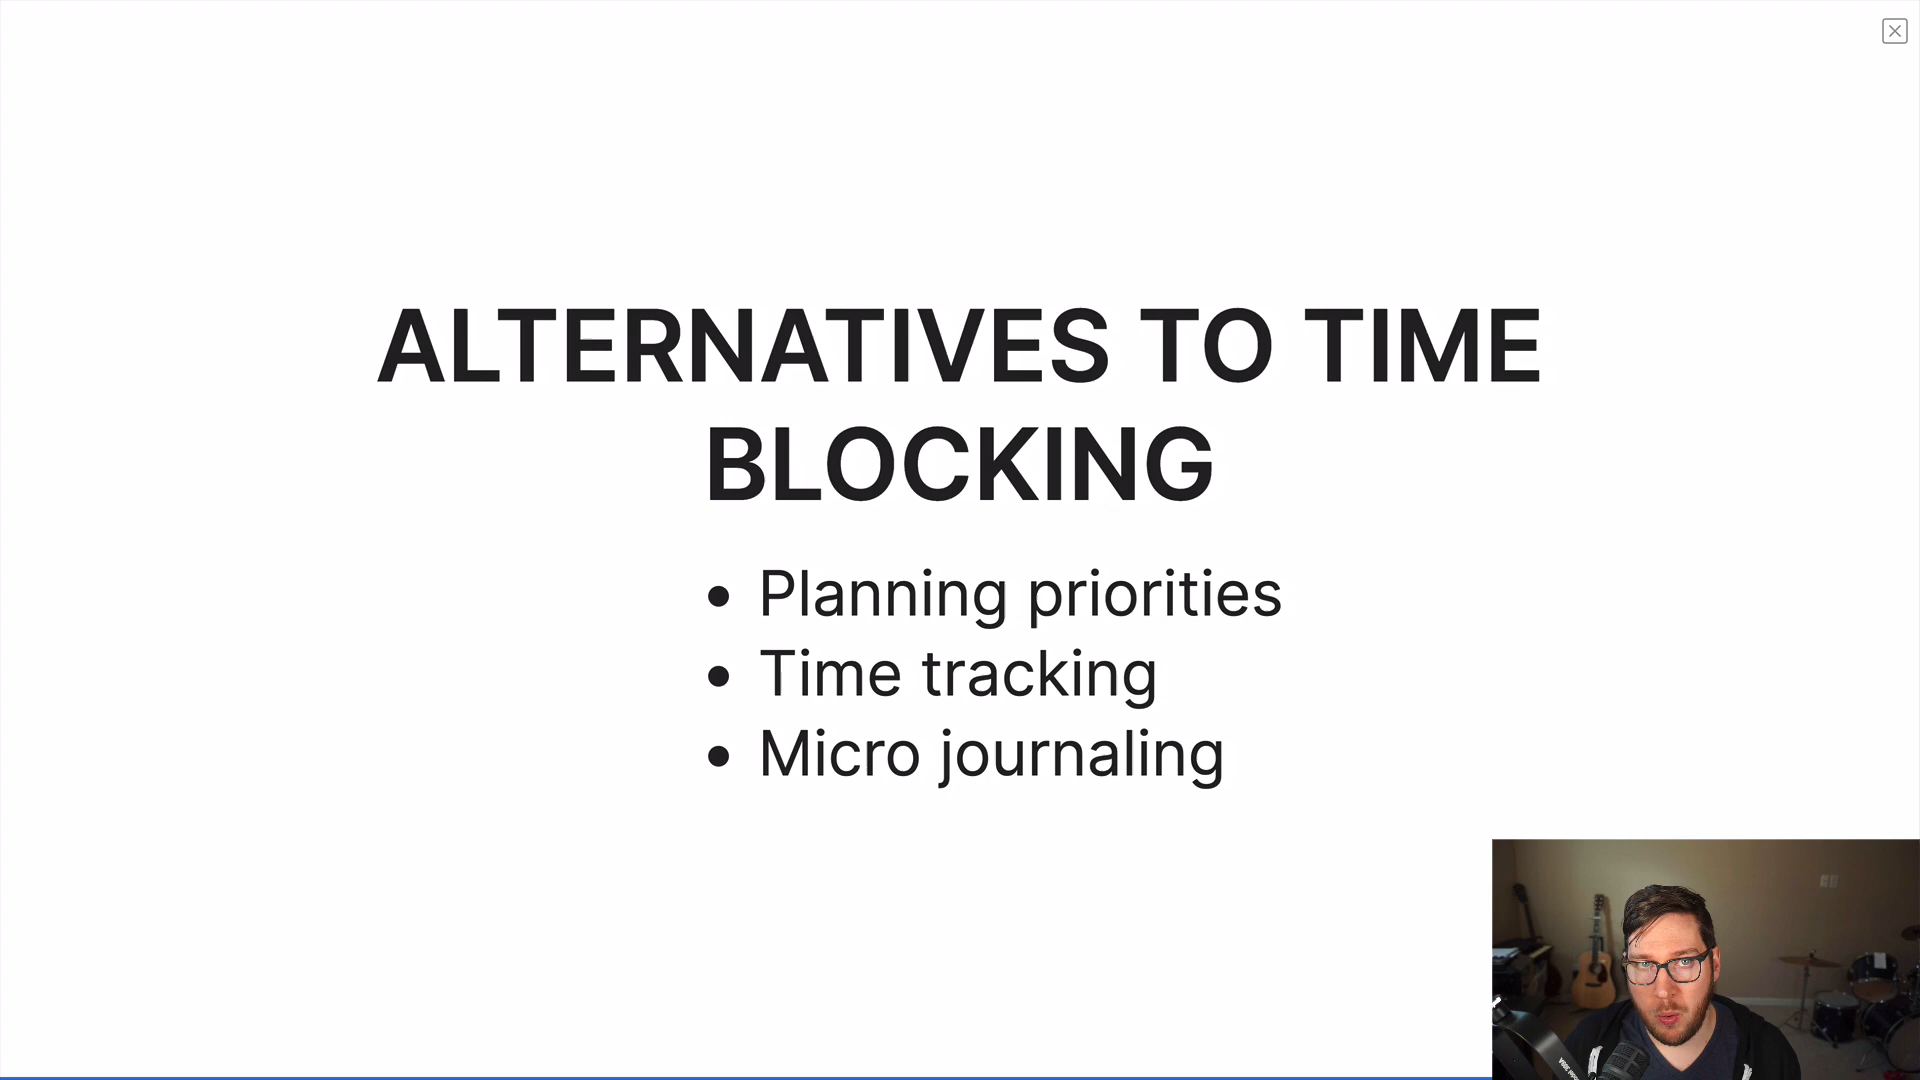 ALTERNATIVES TO TIME
BLOCKING
• Planning priorities
• Time tracking
• Micro journaling